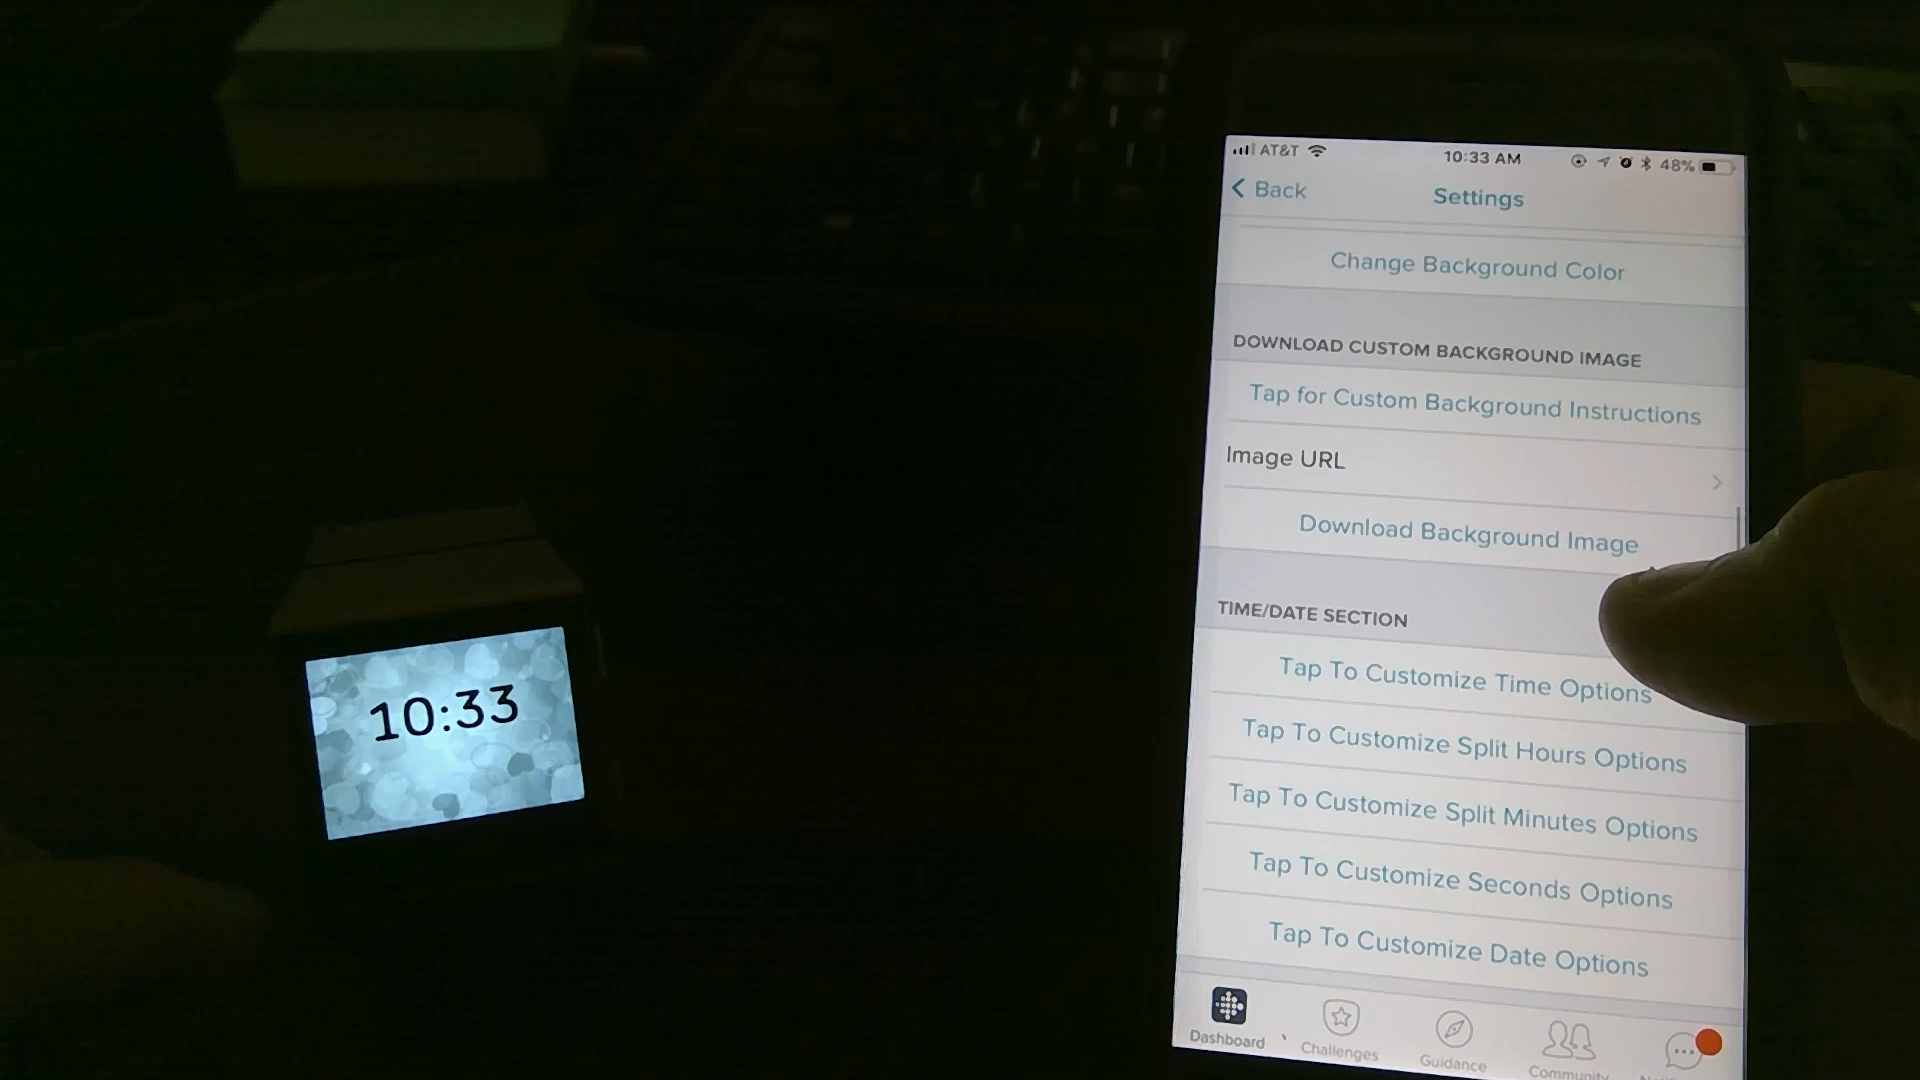 AT&T 10:33 AM 48%
Back Settings
Change Background Color
DOWNLOAD CUSTOM BACKGROUND IMAGE
Tap for Custom Background Instructions
Image URL
Download Background Image
TIME/DATE SECTION
Tap To Customize Time Options
Tap To Customize Split Hours Options
Tap To Customize Split Minutes Options
Tap To Customize Seconds Options
Tap To Customize Date Options
Dashboard Challenges Guidance Community
10:33